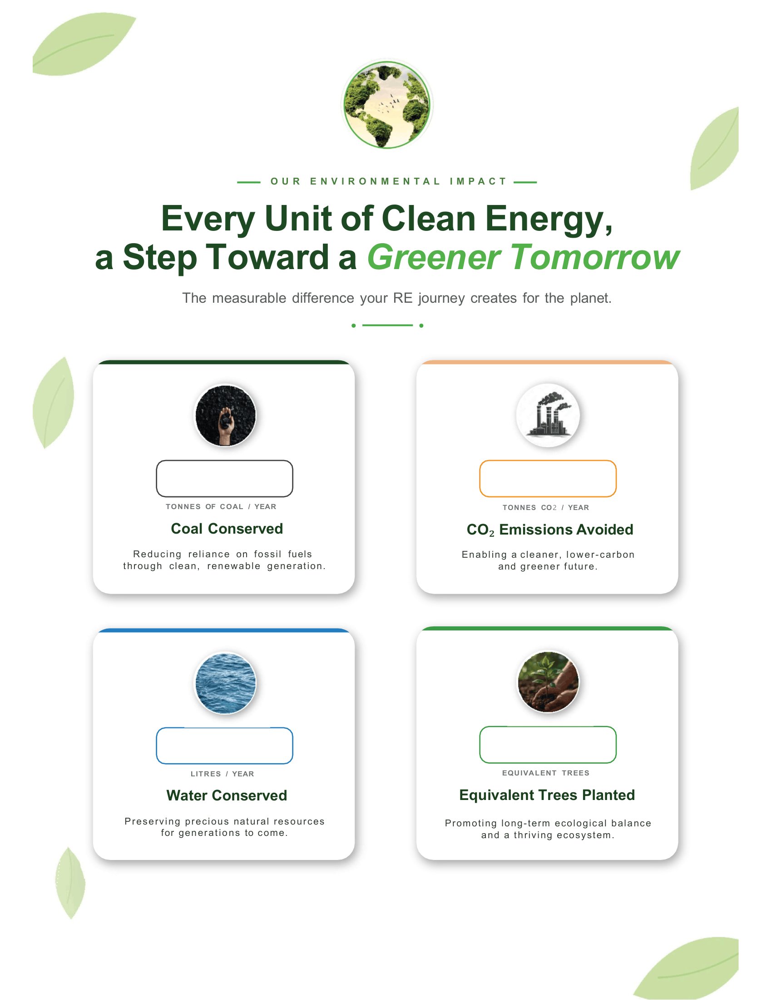 OUR ENVIRONMENTAL IMPACT
Every Unit of Clean Energy,
a Step Toward a Greener Tomorrow
The measurable difference your RE journey creates for the planet.
TONNES OF COAL / YEAR
Coal Conserved
Reducing reliance on fossil fuels
through clean, renewable generation.
TONNES CO2 / YEAR
CO₂ Emissions Avoided
Enabling a cleaner, lower-carbon
and greener future.
LITRES / YEAR
Water Conserved
Preserving precious natural resources
for generations to come.
EQUIVALENT TREES
Equivalent Trees Planted
Promoting long-term ecological balance
and a thriving ecosystem.